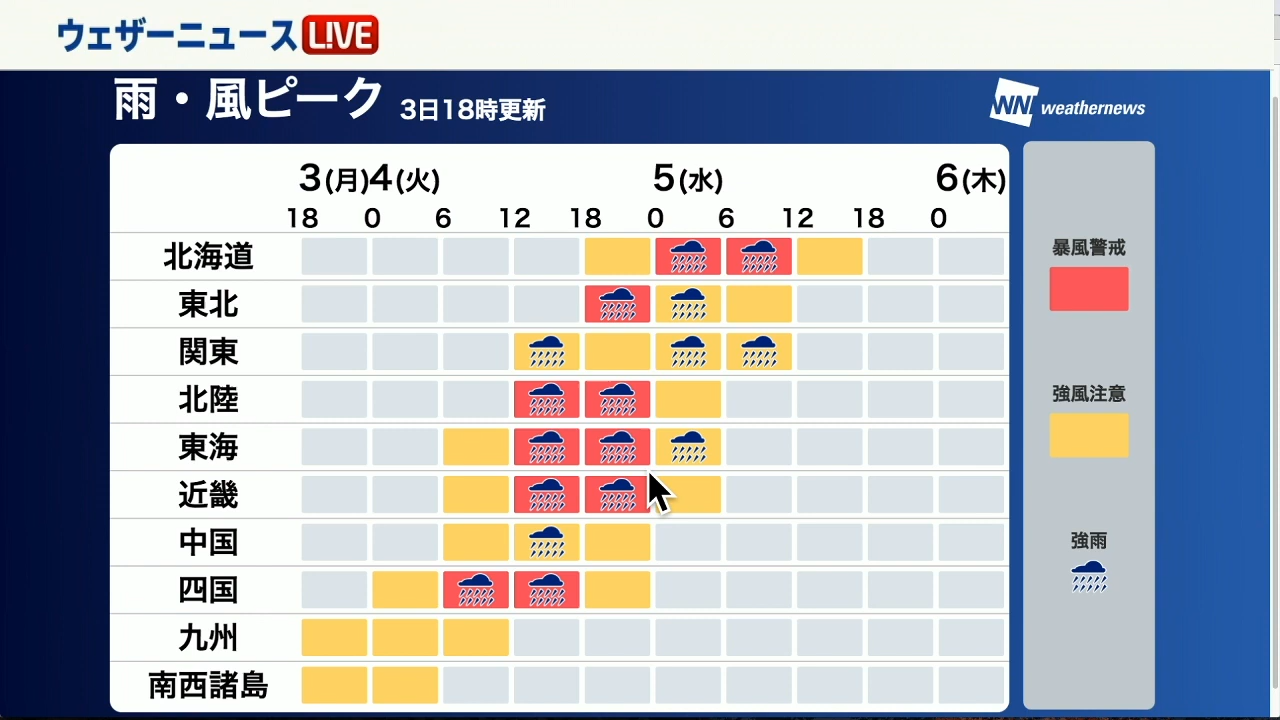 ウェザーニュース LIVE
雨・風ピーク 3日18時更新
WNI weathernews
3(月) 4(火) 5(水) 6(木)
18 0 6 12 18 0 6 12 18 0
北海道
東北
関東
北陸
東海
近畿
中国
四国
九州
南西諸島
暴風警戒
強風注意
強雨